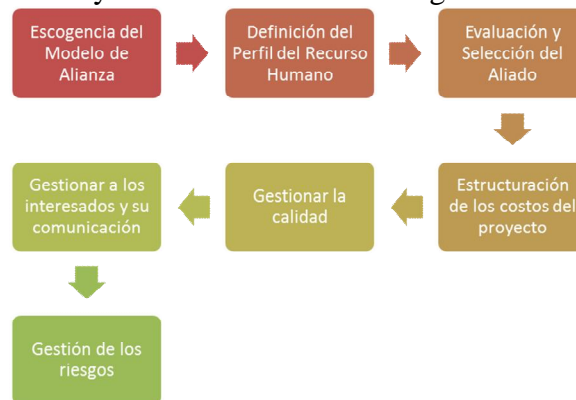 Escogencia del
Modelo de
Alianza
Definición del
Perfil del Recurso
Humano
Evaluación y
Selección del
Aliado
Estructuración
de los costos del
proyecto
Gestionar la
calidad
Gestionar a los
interesados y su
comunicación
Gestión de los
riesgos